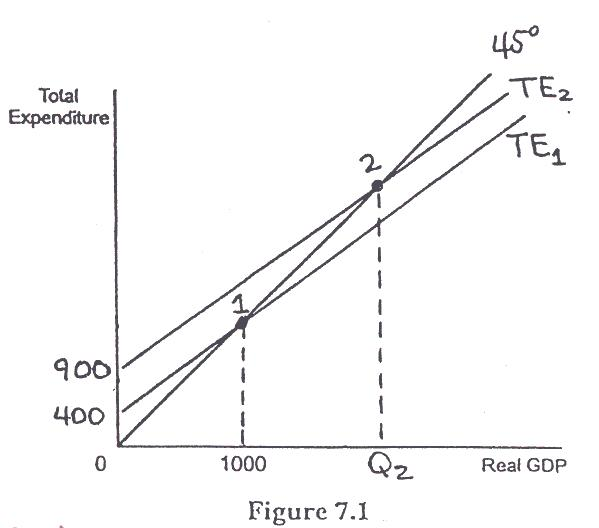 45°
Total
Expenditure
TE2
TE1
2
1
900
400
0
1000
Q2
Real GDP
Figure 7.1